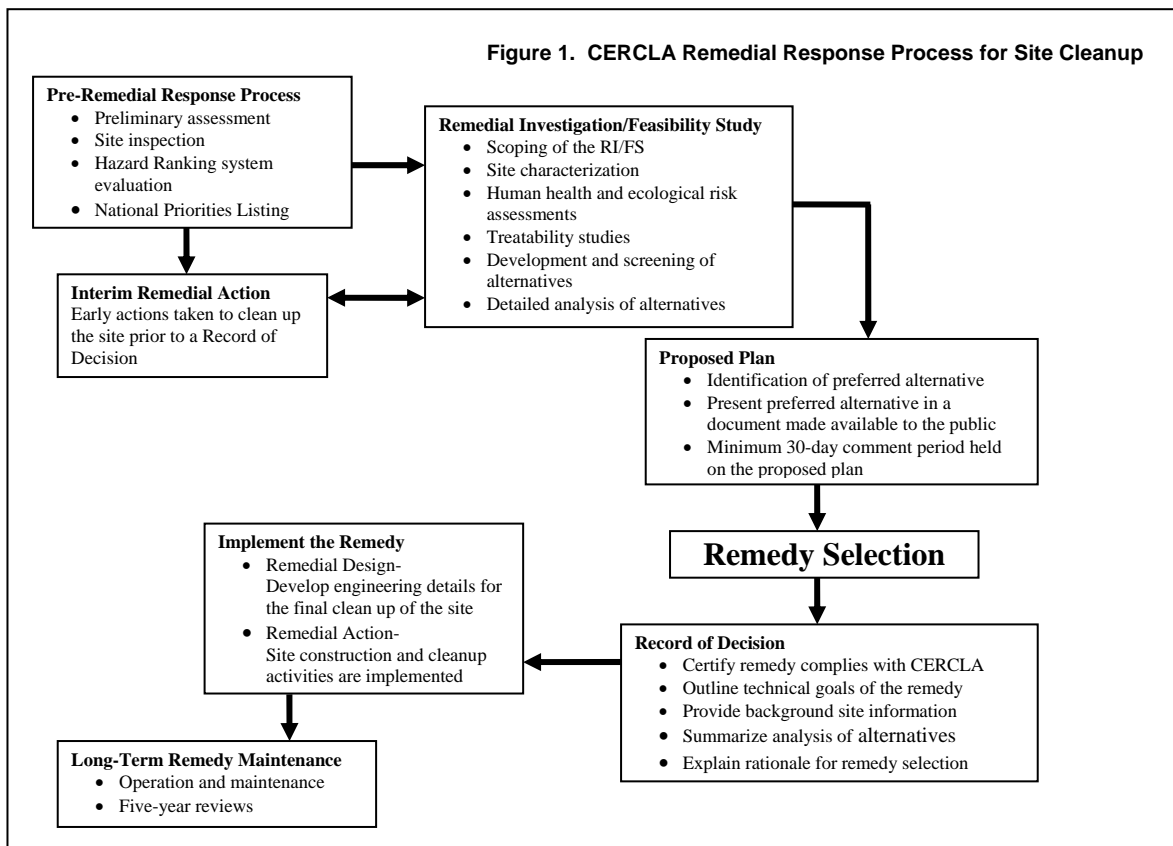 Figure 1. CERCLA Remedial Response Process for Site Cleanup
Pre-Remedial Response Process
• Preliminary assessment
• Site inspection
• Hazard Ranking system
evaluation
• National Priorities Listing
Remedial Investigation/Feasibility Study
• Scoping of the RI/FS
• Site characterization
• Human health and ecological risk
assessments
• Treatability studies
• Development and screening of
alternatives
• Detailed analysis of alternatives
Interim Remedial Action
Early actions taken to clean up
the site prior to a Record of
Decision
Proposed Plan
• Identification of preferred alternative
• Present preferred alternative in a
document made available to the public
• Minimum 30-day comment period held
on the proposed plan
Remedy Selection
Record of Decision
• Certify remedy complies with CERCLA
• Outline technical goals of the remedy
• Provide background site information
• Summarize analysis of alternatives
• Explain rationale for remedy selection
Implement the Remedy
• Remedial Design-
Develop engineering details for
the final clean up of the site
• Remedial Action-
Site construction and cleanup
activities are implemented
Long-Term Remedy Maintenance
• Operation and maintenance
• Five-year reviews